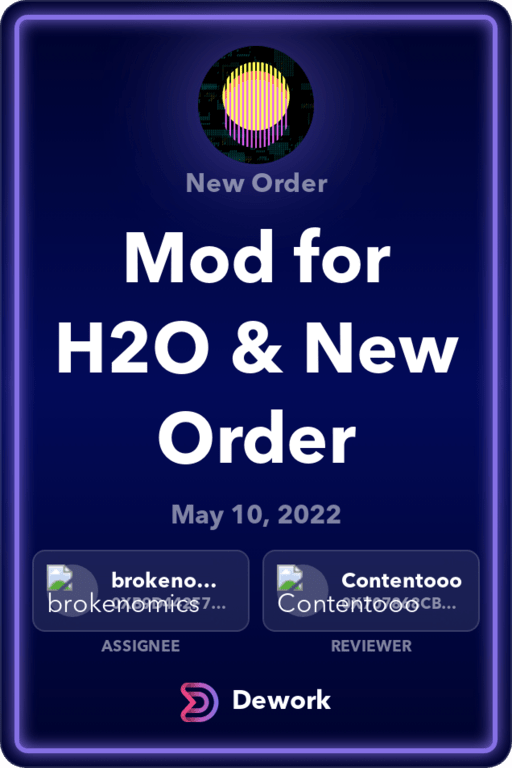 New Order
Mod for
H2O & New
Order
May 10, 2022
brokeno...
brokenomics
Contentooo
Contentooo
ASSIGNEE
REVIEWER
Dework